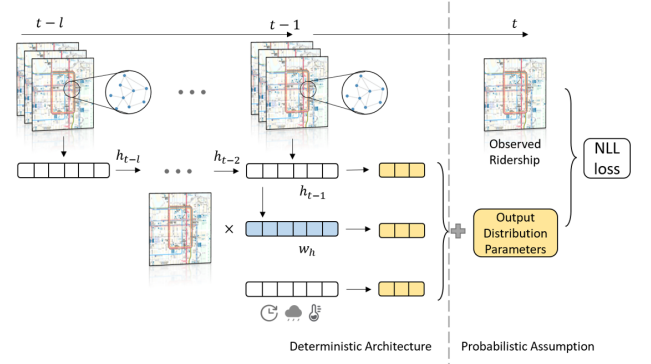 t − l
t − 1
t
Observed
Ridership
NLL
loss
h_{t−l}
h_{t−2}
h_{t−1}
×
w_h
Output
Distribution
Parameters
Deterministic Architecture
Probabilistic Assumption